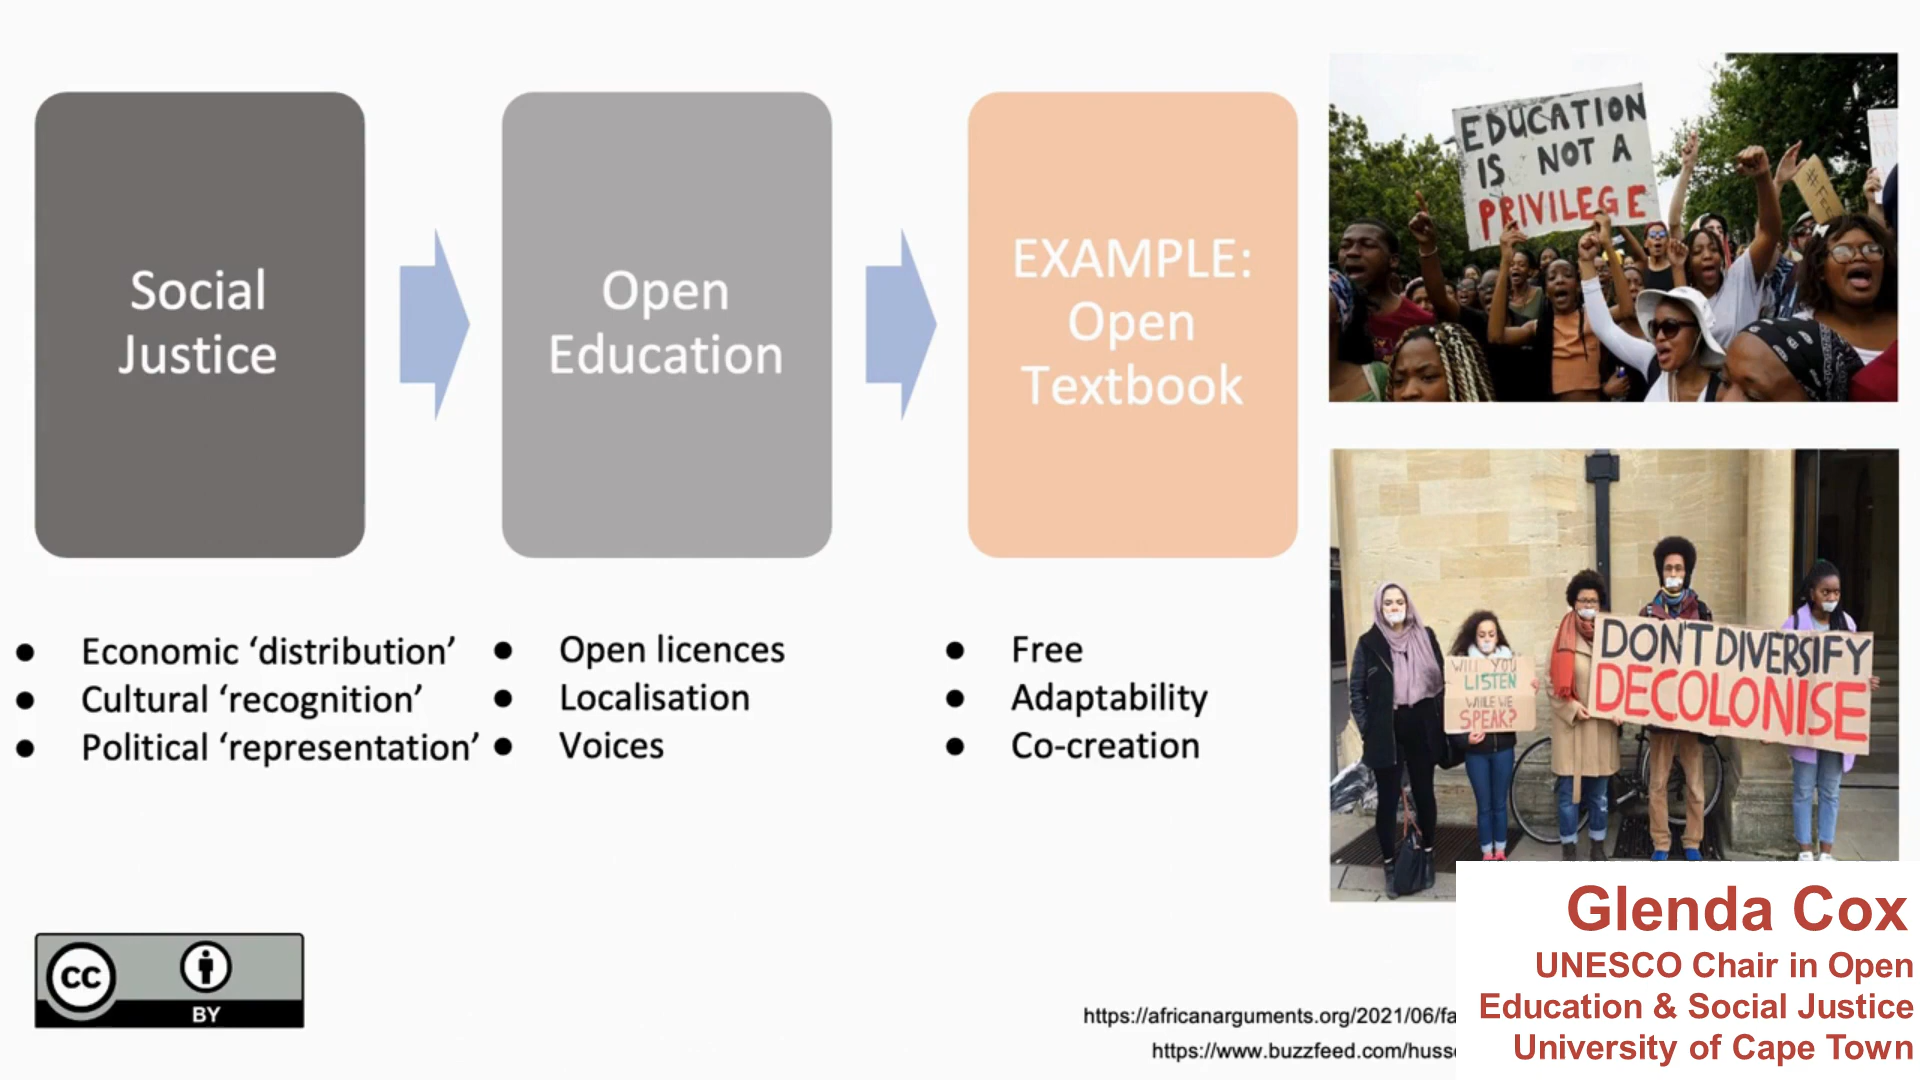 Social
Justice
Open
Education
EXAMPLE:
Open
Textbook
Economic ‘distribution’
Cultural ‘recognition’
Political ‘representation’
Open licences
Localisation
Voices
Free
Adaptability
Co-creation
EDUCATION
IS NOT A
PRIVILEGE
WILL YOU
LISTEN
WHILE WE
SPEAK?
DON'T DIVERSIFY
DECOLONISE
cc
BY
https://africanarguments.org/2021/06/fa
https://www.buzzfeed.com/huss
Glenda Cox
UNESCO Chair in Open
Education & Social Justice
University of Cape Town